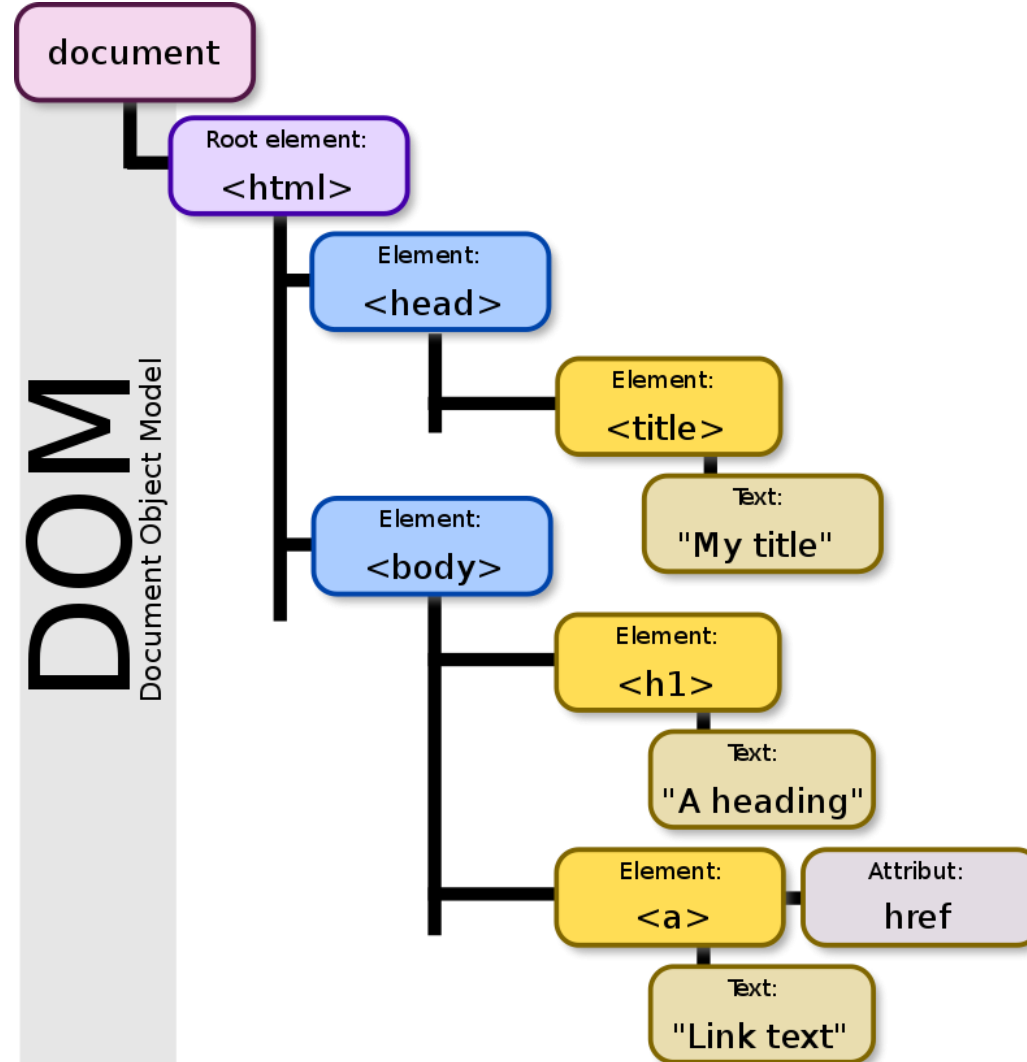 document
Root element:
<html>
Element:
<head>
Element:
<title>
Text:
"My title"
Element:
<body>
Element:
<h1>
Text:
"A heading"
Element:
<a>
Attribut:
href
Text:
"Link text"
DOM
Document Object Model